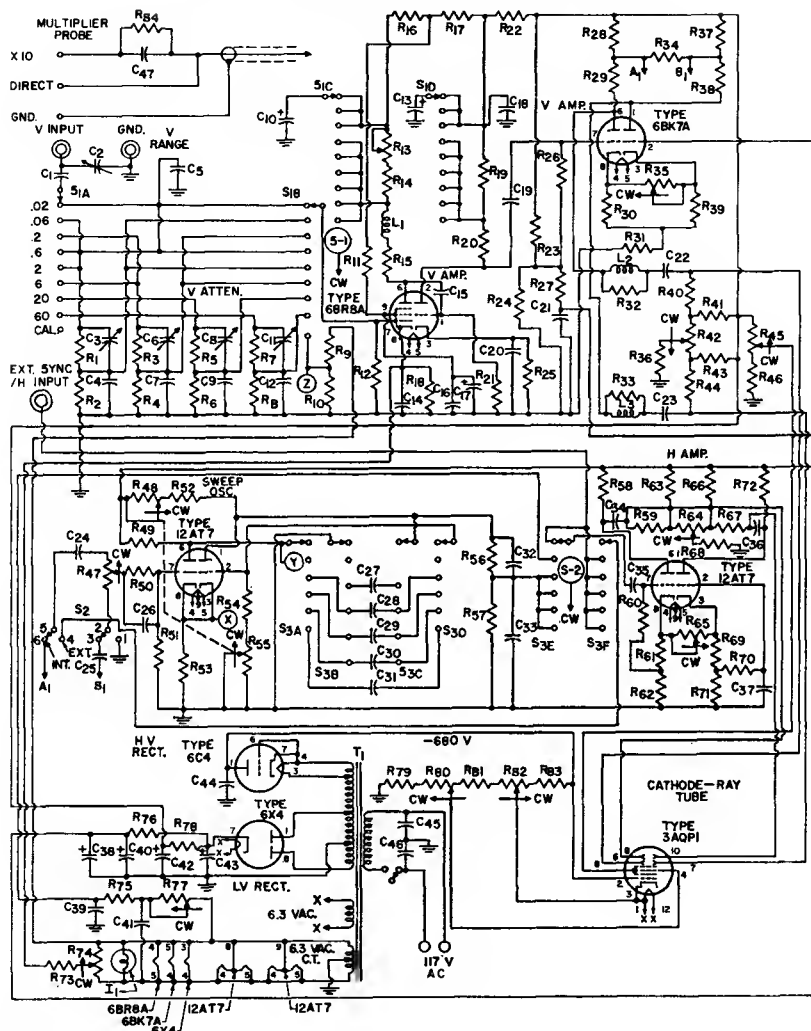 MULTIPLIER PROBE
R84
X 10
C47
DIRECT
GND.
V INPUT
GND.
V RANGE
C1
C2
C5
S1A
S1B
.02
.06
.2
.6
2
6
20
60
CAL.
V ATTEN.
C3
R1
C4
R2
C6
R3
C7
R4
C8
R5
C9
R6
C11
R7
C12
R8
R9
R10
Z
EXT. SYNC
/H INPUT
R16
R17
R22
S1C
S1D
C10
C13
C18
R13
R14
L1
R15
R11
S-1
CW
TYPE
6BR8A
V AMP.
R19
R20
C19
C15
R12
R18
C14
C16
C17
R21
C20
R25
R24
R23
R26
R27
C21
R28
R29
R34
R37
R38
A1
B1
V AMP.
TYPE
6BK7A
R35
CW
R30
R39
R31
L2
C22
R32
R40
R41
CW
R42
R45
CW
R36
R43
R44
R46
R33
L3
C23
H AMP.
R48
R52
CW
SWEEP
OSC.
R49
TYPE
12AT7
C24
CW
R47
R50
C26
R51
R53
R54
X
CW
R55
S2
INT.
EXT
C25
A1
B1
Y
C27
C28
C29
C30
C31
S3A
S3B
S3C
S3D
R56
R57
C32
C33
S-2
CW
S3E
S3F
R58
R63
R66
R72
C34
R59
R64
R67
CW
C36
R68
TYPE
12AT7
C35
R60
R65
CW
R61
R62
R69
R70
R71
C37
HV
RECT.
TYPE
6C4
C44
T1
-680 V
R79
R80
R81
R82
R83
CW
CW
CATHODE-RAY
TUBE
TYPE
3AQP1
TYPE
6X4
LV RECT.
R76
R78
C38
C40
C42
C43
C45
C46
R75
R77
C39
C41
CW
X
6.3 VAC.
X
6.3 VAC.
C.T.
117 V
AC
R74
R73
CW
I1
6BR8A
6BK7A
6X4
12AT7
12AT7